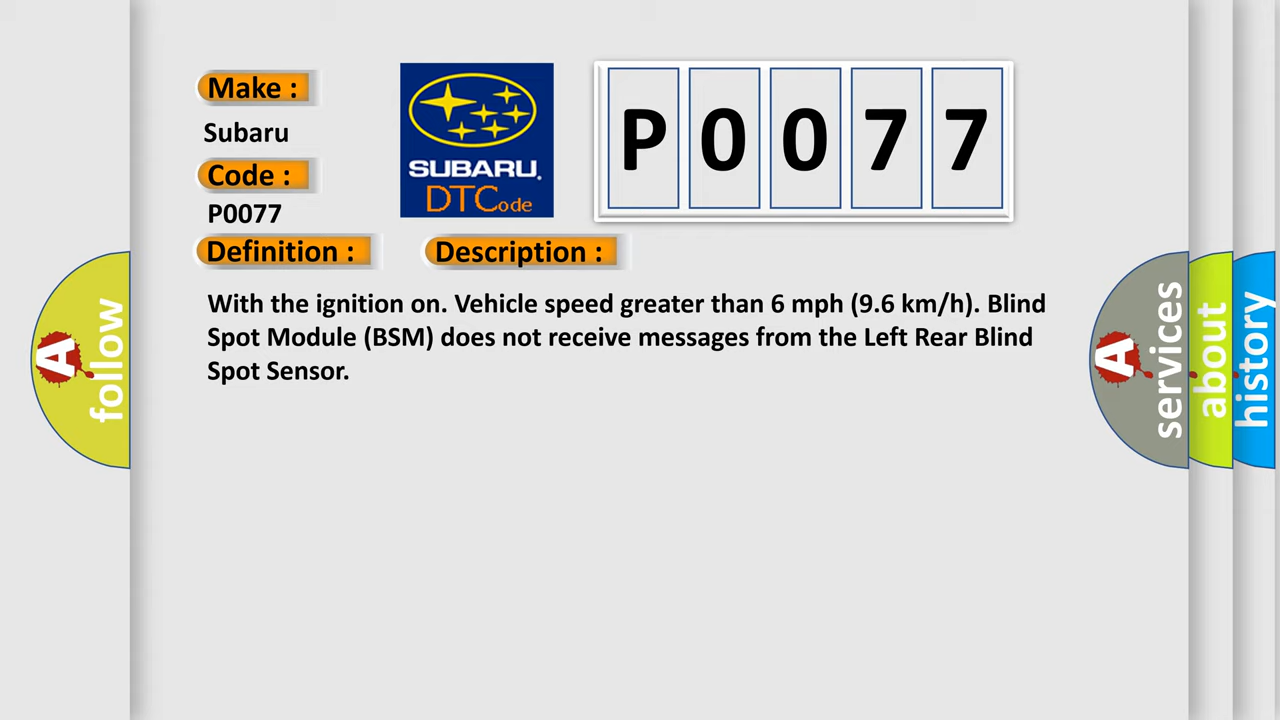 Make :
Subaru
Code :
P0077
Definition :
Description :
SUBARU
DTCode
P0077
With the ignition on. Vehicle speed greater than 6 mph (9.6 km/h). Blind
Spot Module (BSM) does not receive messages from the Left Rear Blind
Spot Sensor.
A follow
A services
about
history